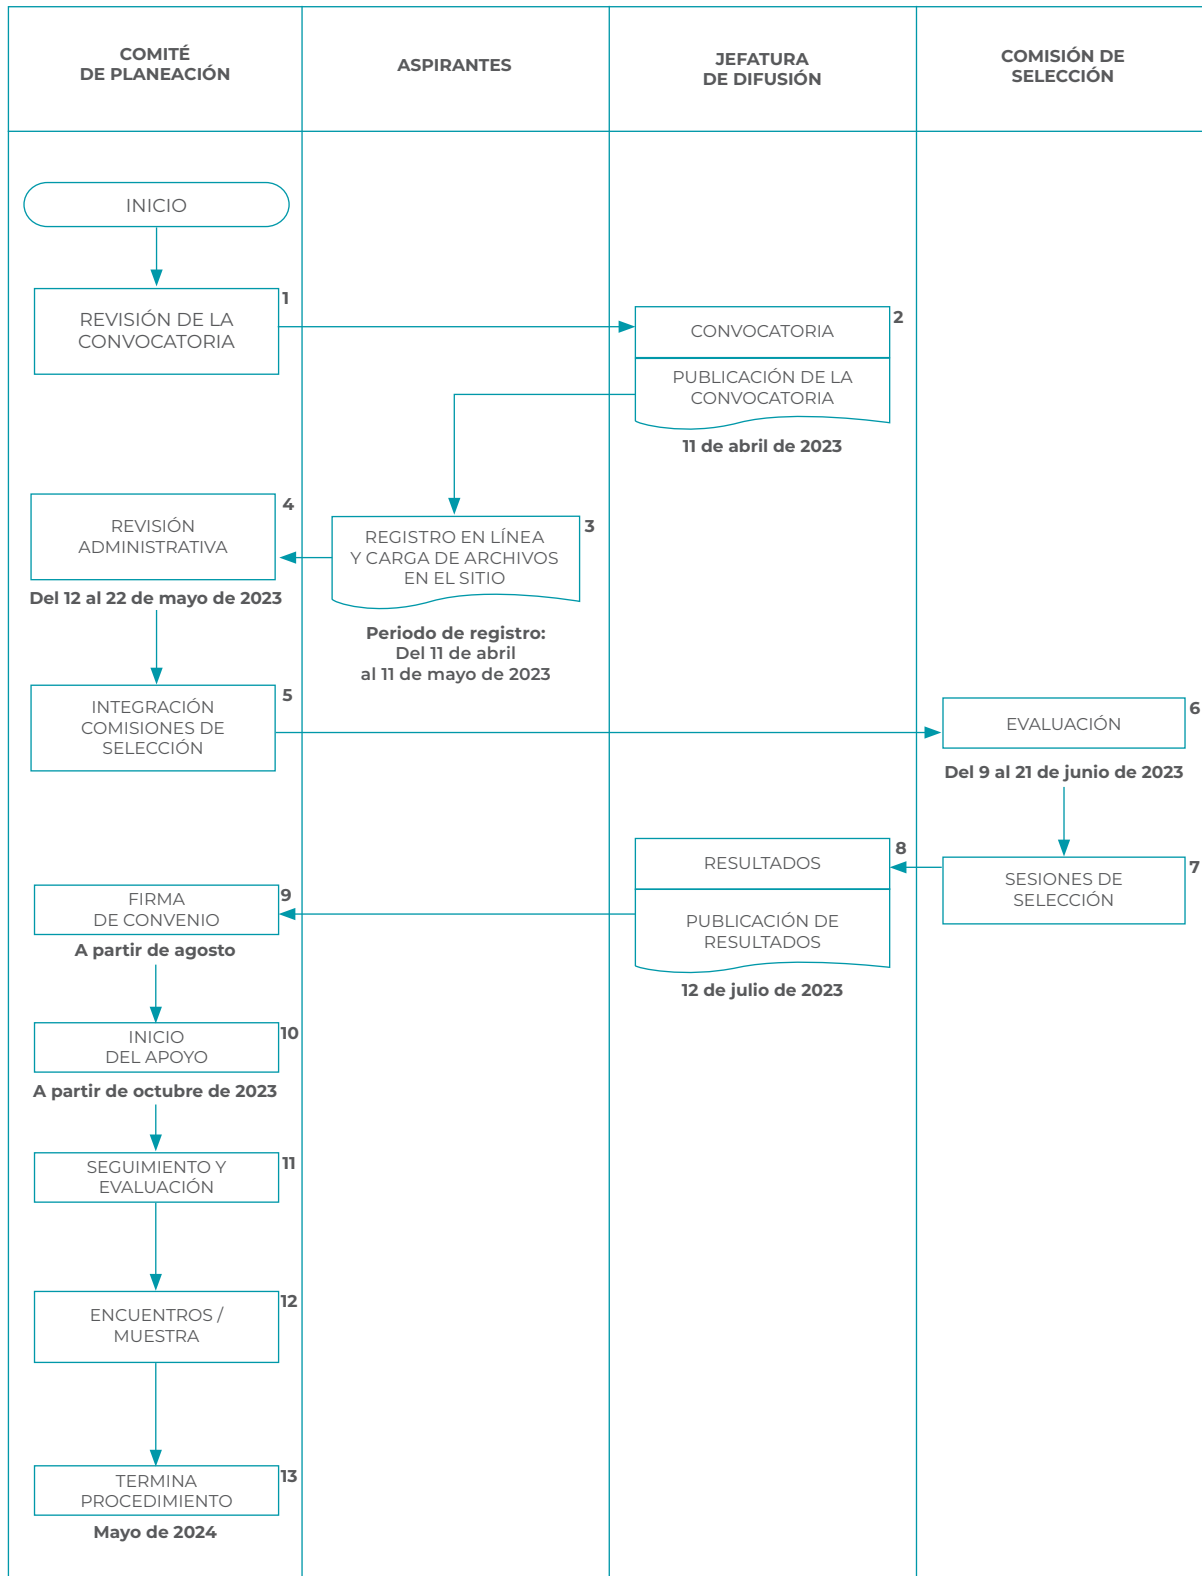 COMITÉ
DE PLANEACIÓN
ASPIRANTES
JEFATURA
DE DIFUSIÓN
COMISIÓN DE
SELECCIÓN
INICIO
1
REVISIÓN DE LA
CONVOCATORIA
2
CONVOCATORIA
PUBLICACIÓN DE LA
CONVOCATORIA
11 de abril de 2023
3
REGISTRO EN LÍNEA
Y CARGA DE ARCHIVOS
EN EL SITIO
Periodo de registro:
Del 11 de abril
al 11 de mayo de 2023
4
REVISIÓN
ADMINISTRATIVA
Del 12 al 22 de mayo de 2023
5
INTEGRACIÓN
COMISIONES DE
SELECCIÓN
6
EVALUACIÓN
Del 9 al 21 de junio de 2023
7
SESIONES DE
SELECCIÓN
8
RESULTADOS
PUBLICACIÓN DE
RESULTADOS
12 de julio de 2023
9
FIRMA
DE CONVENIO
A partir de agosto
10
INICIO
DEL APOYO
A partir de octubre de 2023
11
SEGUIMIENTO Y
EVALUACIÓN
12
ENCUENTROS /
MUESTRA
13
TERMINA
PROCEDIMIENTO
Mayo de 2024